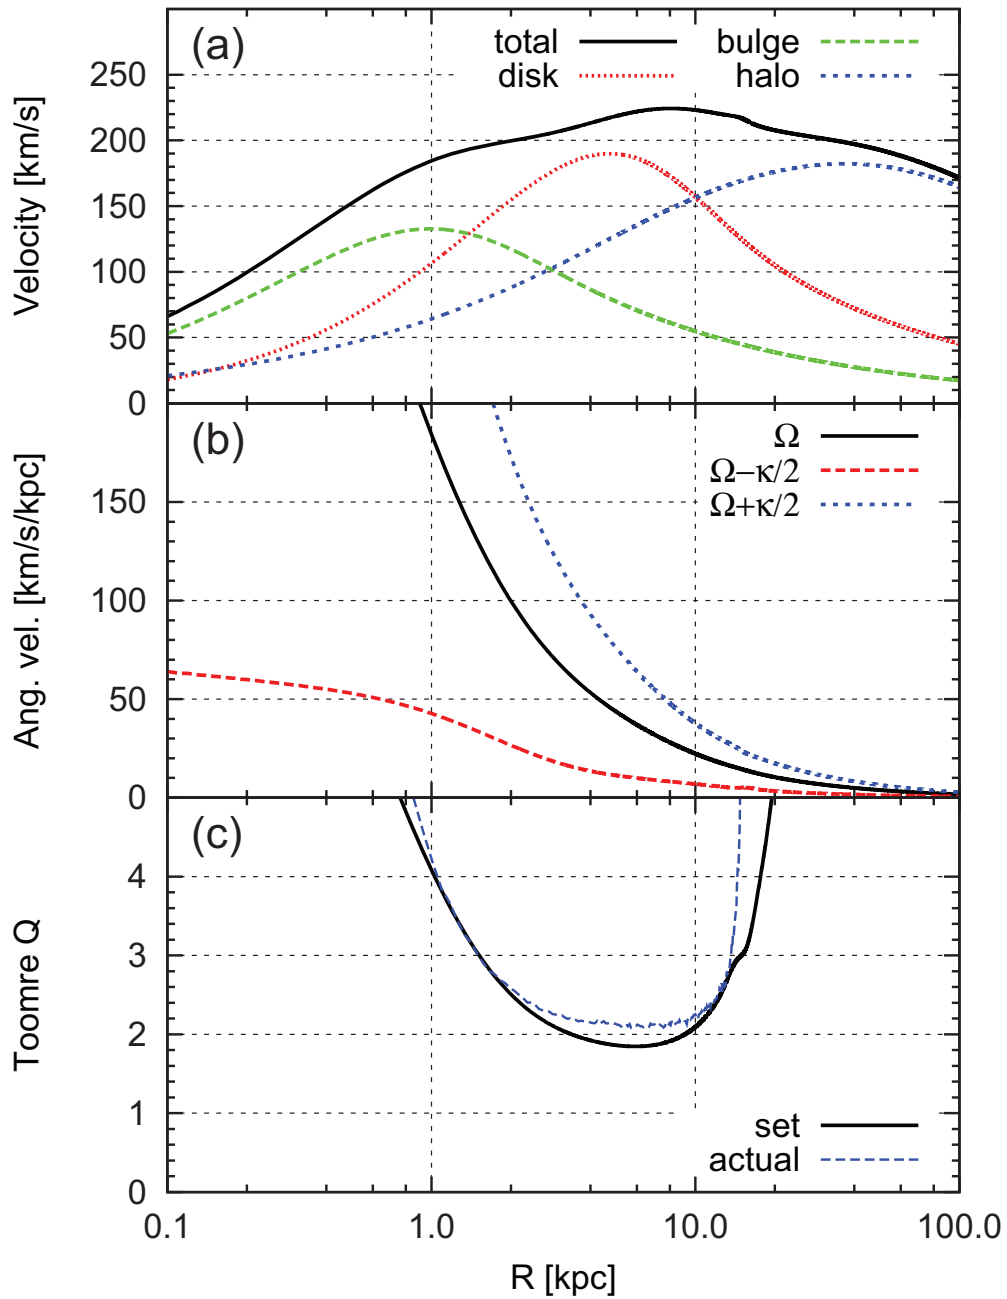 (a)
total
bulge
disk
halo
250
200
150
100
50
0
Velocity [km/s]
(b)
Ω
Ω−κ/2
Ω+κ/2
150
100
50
0
Ang. vel. [km/s/kpc]
(c)
4
3
2
1
0
Toomre Q
set
actual
0.1 1.0 10.0 100.0
R [kpc]